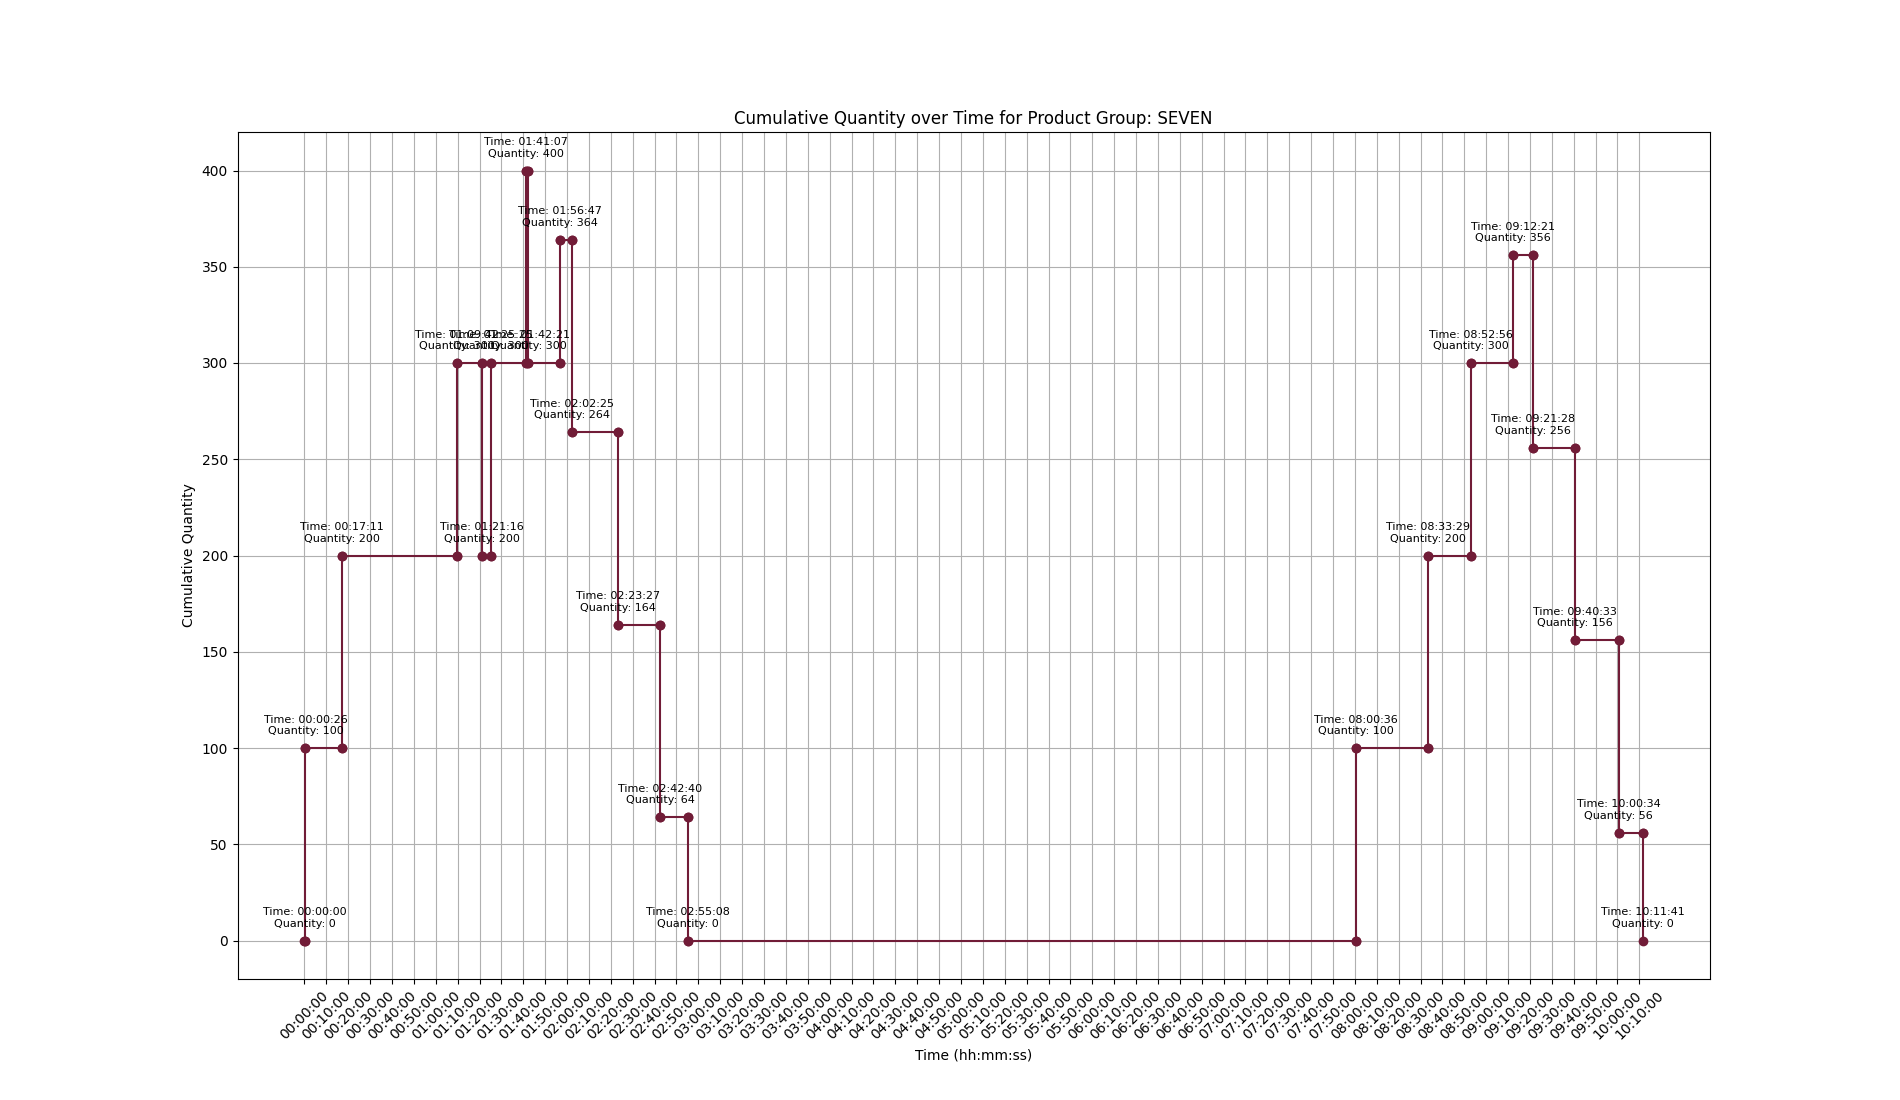 Cumulative Quantity over Time for Product Group: SEVEN
Time: 01:41:07
Quantity: 400
400
Time: 01:56:47
Quantity: 364
Time: 09:12:21
Quantity: 356
350
Time:
01:42:21
Quantity: 300
Time: 08:52:56
Quantity: 300
300
Time: 02:02:25
Quantity: 264
Time: 09:21:28
Quantity: 256
250
Cumulative Quantity
Time: 00:17:11
Quantity: 200
Time: 01:21:16
Quantity: 200
Time: 08:33:29
Quantity: 200
200
Time: 02:23:27
Quantity: 164
Time: 09:40:33
Quantity: 156
150
Time: 00:00:26
Quantity: 100
Time: 08:00:36
Quantity: 100
100
Time: 02:42:40
Quantity: 64
Time: 10:00:34
Quantity: 56
50
Time: 00:00:00
Quantity: 0
Time: 02:55:08
Quantity: 0
Time: 10:11:41
Quantity: 0
0
00:00:00
00:10:00
00:20:00
00:30:00
00:40:00
00:50:00
01:00:00
01:10:00
01:20:00
01:30:00
01:40:00
01:50:00
02:00:00
02:10:00
02:20:00
02:30:00
02:40:00
02:50:00
03:00:00
03:10:00
03:20:00
03:30:00
03:40:00
03:50:00
04:00:00
04:10:00
04:20:00
04:30:00
04:40:00
04:50:00
05:00:00
05:10:00
05:20:00
05:30:00
05:40:00
05:50:00
06:00:00
06:10:00
06:20:00
06:30:00
06:40:00
06:50:00
07:00:00
07:10:00
07:20:00
07:30:00
07:40:00
07:50:00
08:00:00
08:10:00
08:20:00
08:30:00
08:40:00
08:50:00
09:00:00
09:10:00
09:20:00
09:30:00
09:40:00
09:50:00
10:00:00
10:10:00
Time (hh:mm:ss)